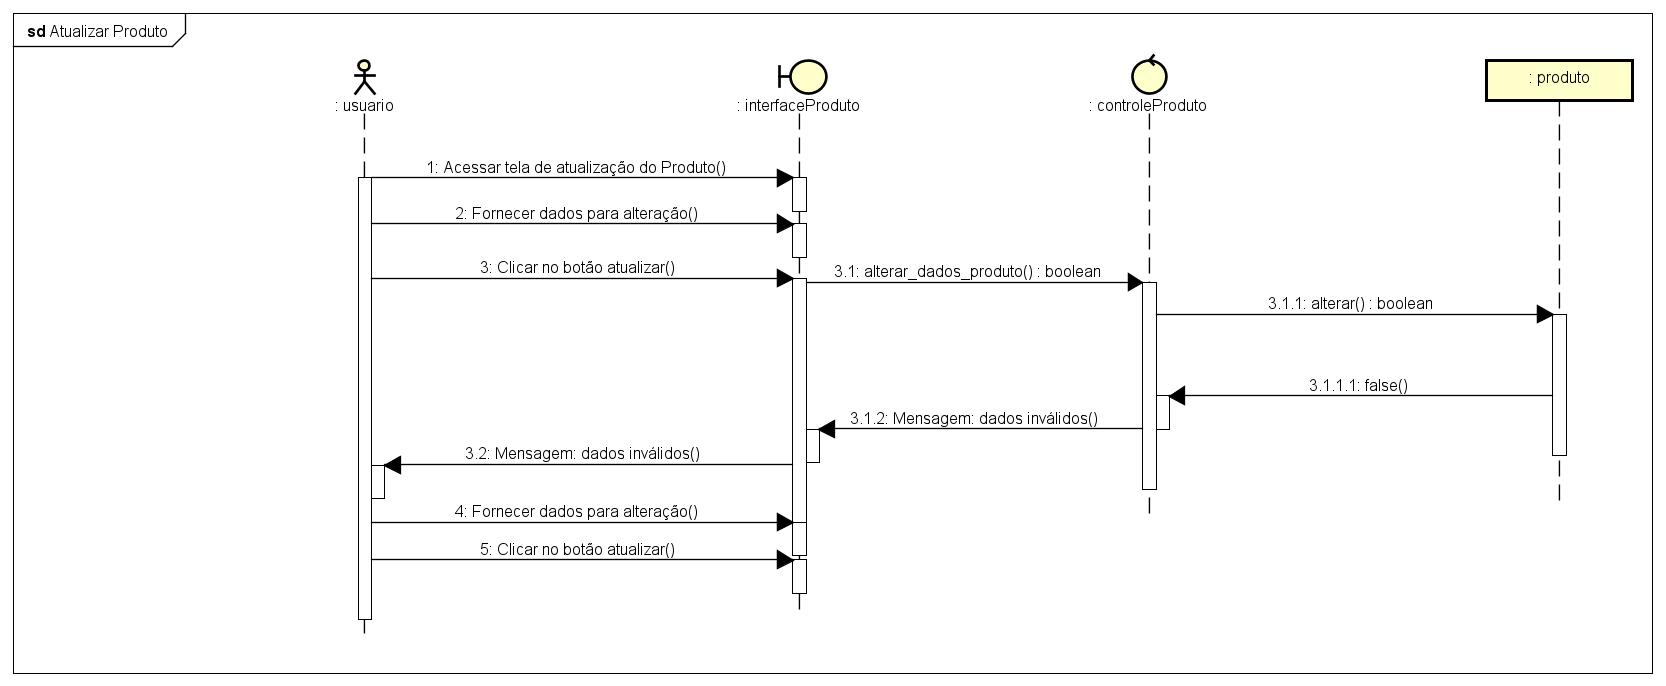 sd Atualizar Produto
: usuario
: interfaceProduto
: controleProduto
: produto
1: Acessar tela de atualização do Produto()
2: Fornecer dados para alteração()
3: Clicar no botão atualizar()
3.1: alterar_dados_produto() : boolean
3.1.1: alterar() : boolean
3.1.1.1: false()
3.1.2: Mensagem: dados inválidos()
3.2: Mensagem: dados inválidos()
4: Fornecer dados para alteração()
5: Clicar no botão atualizar()